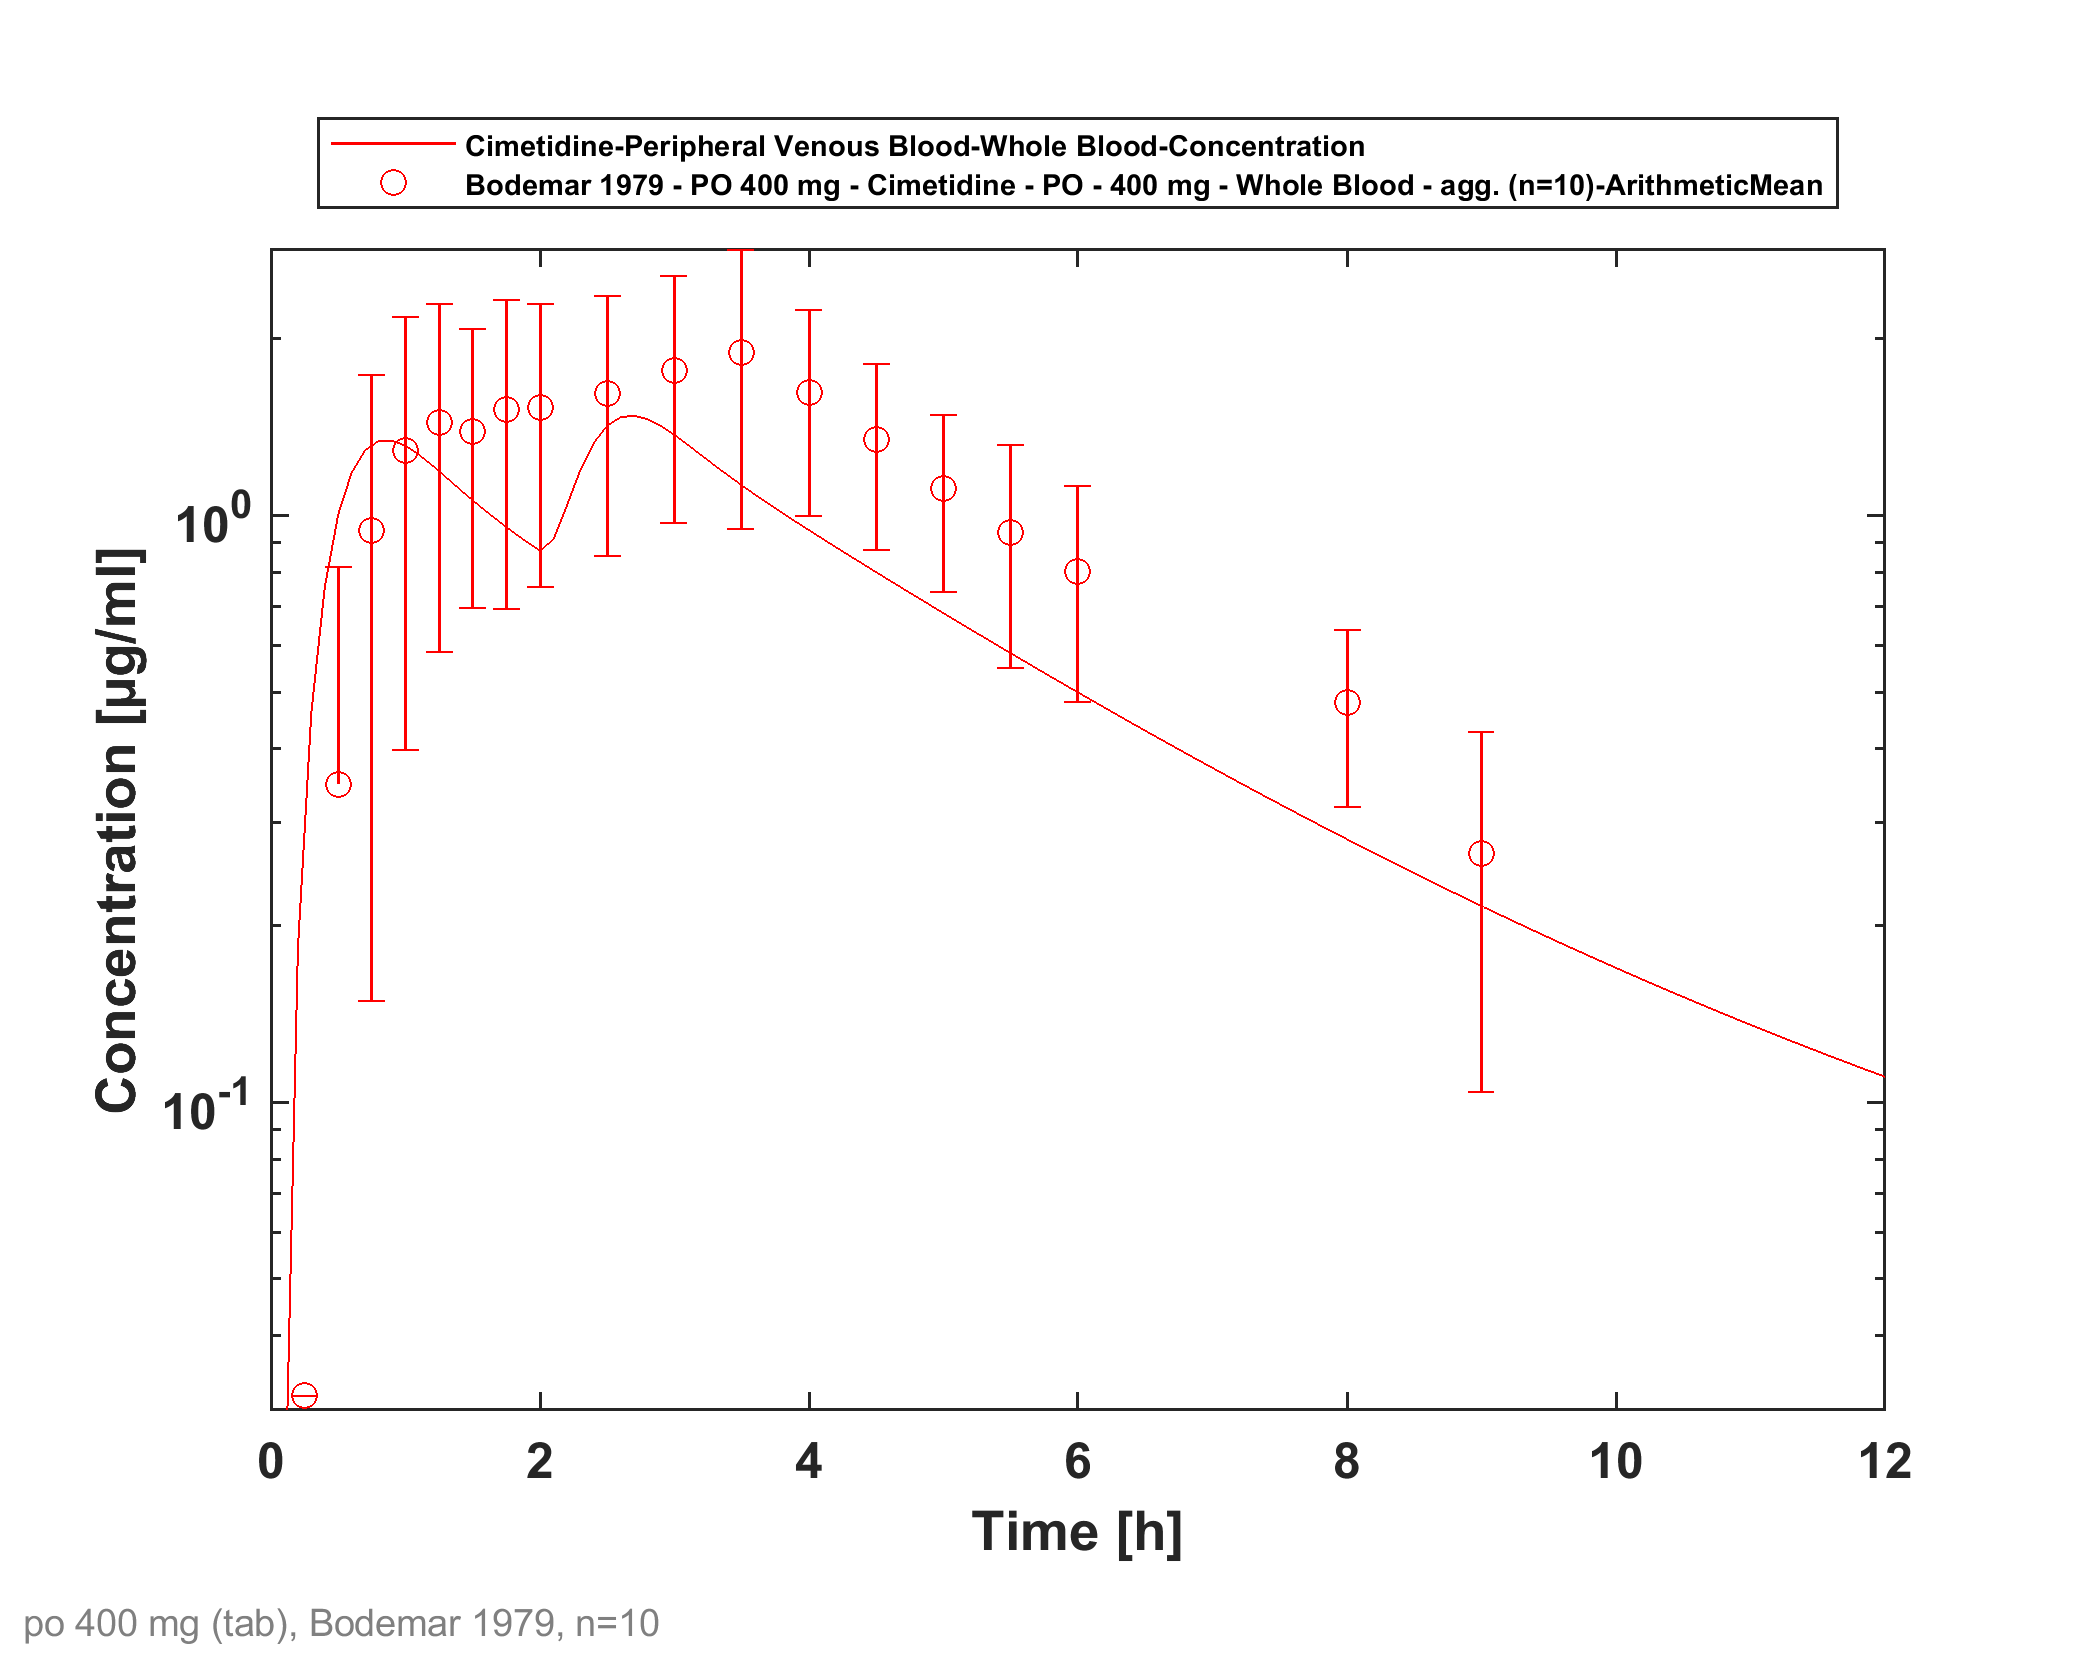 Cimetidine-Peripheral Venous Blood-Whole Blood-Concentration
Bodemar 1979 - PO 400 mg - Cimetidine - PO - 400 mg - Whole Blood - agg. (n=10)-ArithmeticMean
Concentration [µg/ml]
10^0
10^-1
0 2 4 6 8 10 12
Time [h]
po 400 mg (tab), Bodemar 1979, n=10